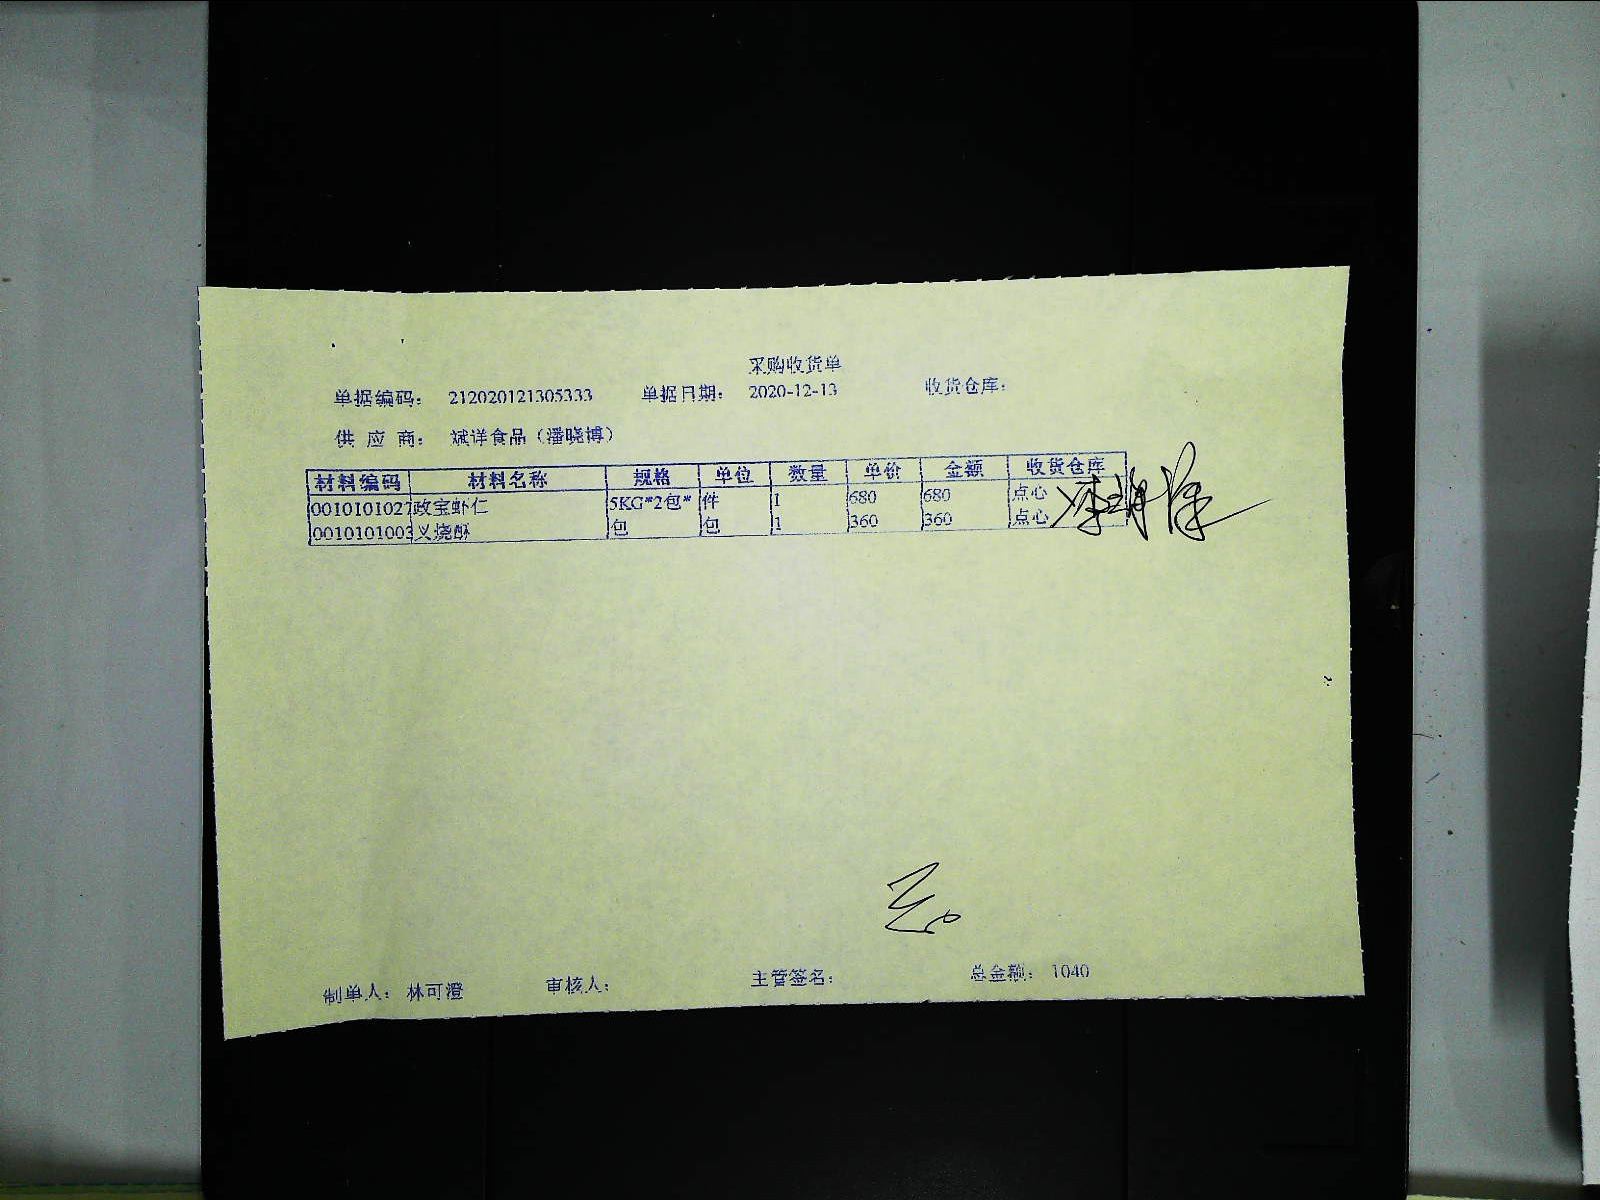 采购收货单
单据编码： 212020121305333 单据日期： 2020-12-13 收货仓库：
供 应 商： 斌详食品（潘晓博）
材料编码 材料名称 规格 单位 数量 单价 金额 收货仓库
0010101027 政宝虾仁 5KG*2包* 件 1 680 680 点心
0010101003 叉烧酥 包 包 1 360 360 点心
制单人： 林可澄 审核人： 主管签名： 总金额： 1040